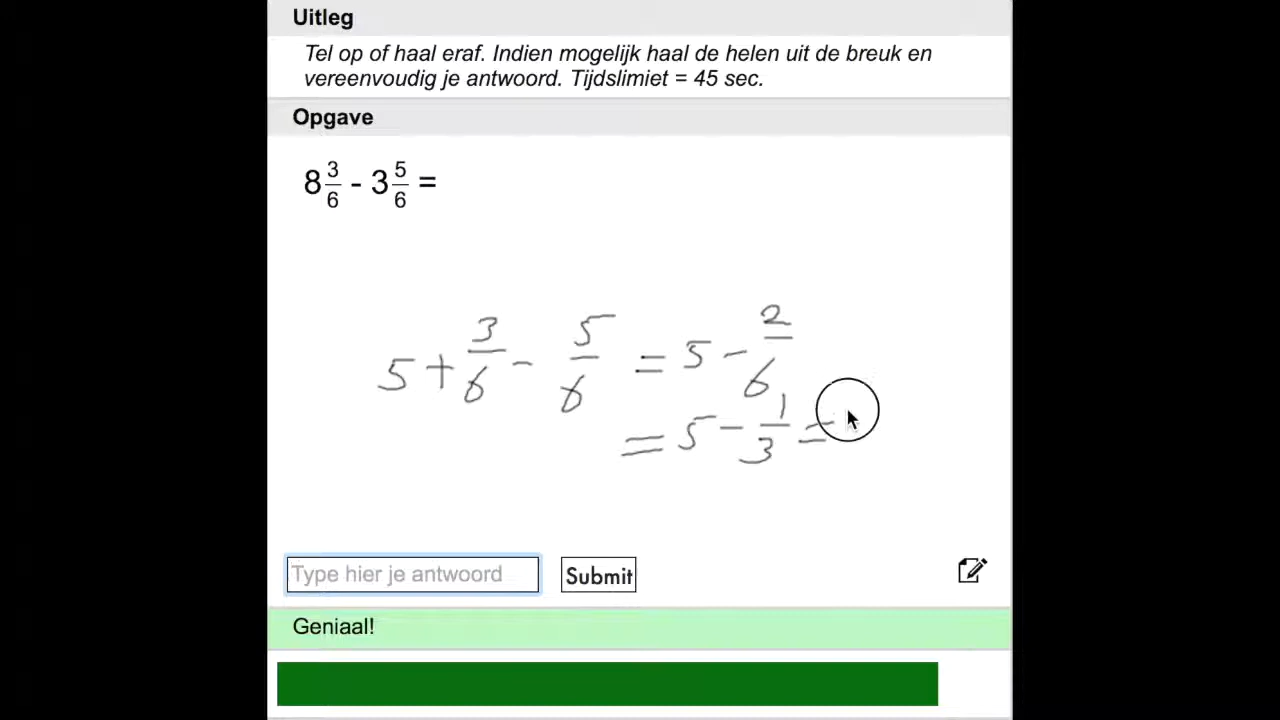 Uitleg
Tel op of haal eraf. Indien mogelijk haal de helen uit de breuk en
vereenvoudig je antwoord. Tijdslimiet = 45 sec.
Opgave
8 3/6 - 3 5/6 =
5 + 3/6 - 5/6 = 5 - 2/6
= 5 - 1/3 =
Type hier je antwoord
Submit
Geniaal!